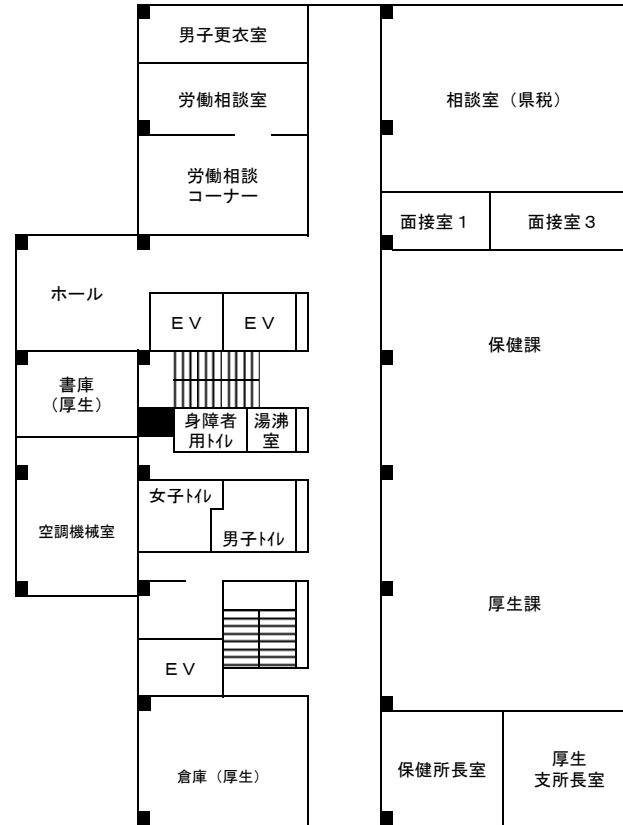 男子更衣室
労働相談室
相談室（県税）
労働相談
コーナー
面接室１
面接室３
ホール
ＥＶ
ＥＶ
保健課
書庫
（厚生）
身障者
用ﾄｲﾚ
湯沸
室
女子ﾄｲﾚ
空調機械室
男子ﾄｲﾚ
厚生課
ＥＶ
倉庫（厚生）
保健所長室
厚生
支所長室